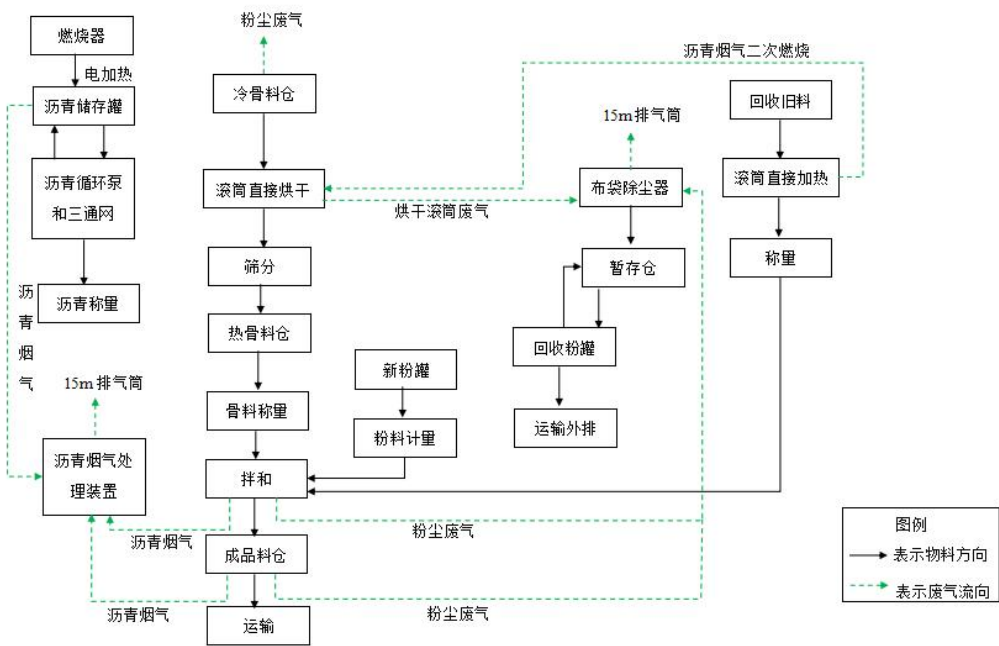 粉尘废气
燃烧器
电加热
沥青储存罐
沥青循环泵
和三通网
沥青称量
沥
青
烟
气
15m排气筒
沥青烟气处
理装置
冷骨料仓
滚筒直接烘干
筛分
热骨料仓
骨料称量
拌和
成品料仓
运输
沥青烟气
沥青烟气
新粉罐
粉料计量
粉尘废气
粉尘废气
烘干滚筒废气
沥青烟气二次燃烧
15m排气筒
布袋除尘器
暂存仓
回收粉罐
运输外排
回收旧料
滚筒直接加热
称量
图例
表示物料方向
表示废气流向